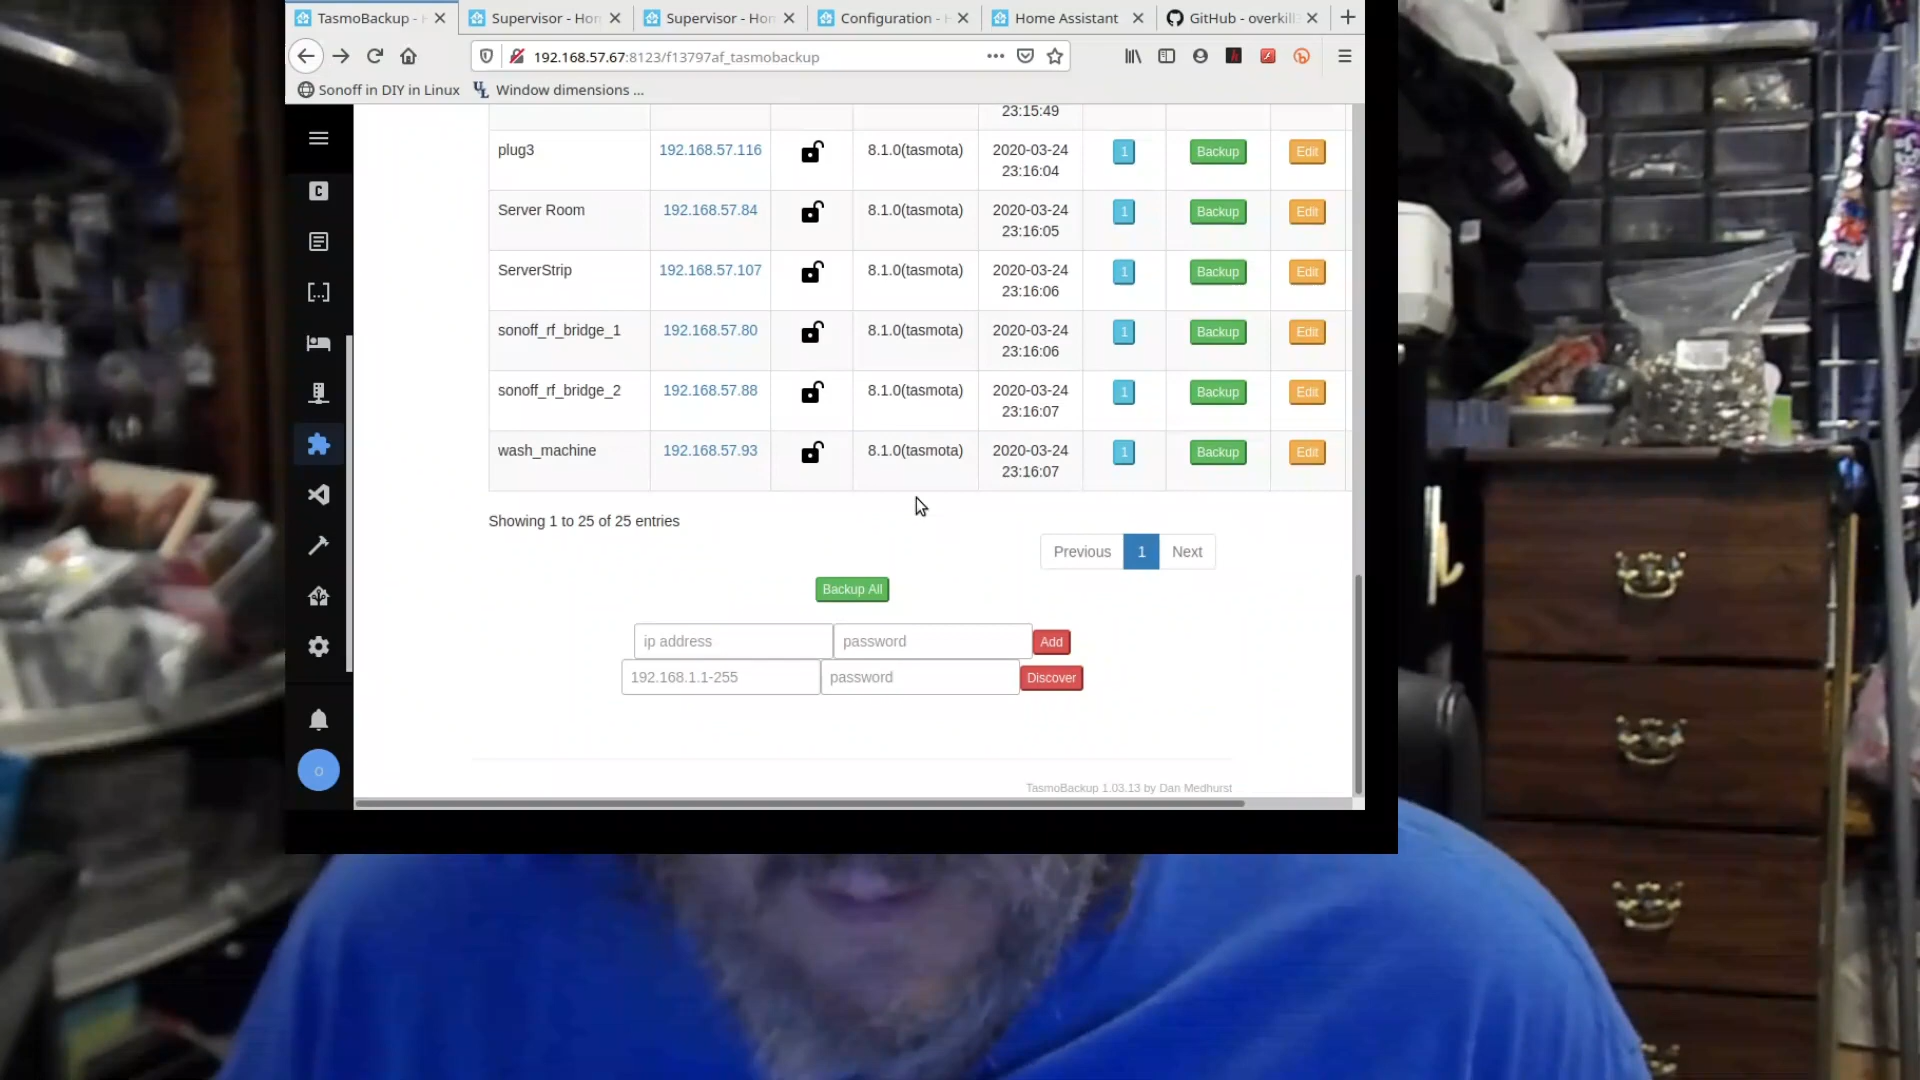 TasmoBackup - H
Supervisor - Hom
Supervisor - Hom
Configuration - H
Home Assistant
GitHub - overkill
192.168.57.67:8123/f13797af_tasmobackup
Sonoff in DIY in Linux
UL Window dimensions ...
23:15:49
plug3 192.168.57.116 8.1.0(tasmota) 2020-03-24 23:16:04 1 Backup Edit
Server Room 192.168.57.84 8.1.0(tasmota) 2020-03-24 23:16:05 1 Backup Edit
ServerStrip 192.168.57.107 8.1.0(tasmota) 2020-03-24 23:16:06 1 Backup Edit
sonoff_rf_bridge_1 192.168.57.80 8.1.0(tasmota) 2020-03-24 23:16:06 1 Backup Edit
sonoff_rf_bridge_2 192.168.57.88 8.1.0(tasmota) 2020-03-24 23:16:07 1 Backup Edit
wash_machine 192.168.57.93 8.1.0(tasmota) 2020-03-24 23:16:07 1 Backup Edit
Showing 1 to 25 of 25 entries
Previous 1 Next
Backup All
ip address password Add
192.168.1.1-255 password Discover
o
TasmoBackup 1.03.13 by Dan Medhurst